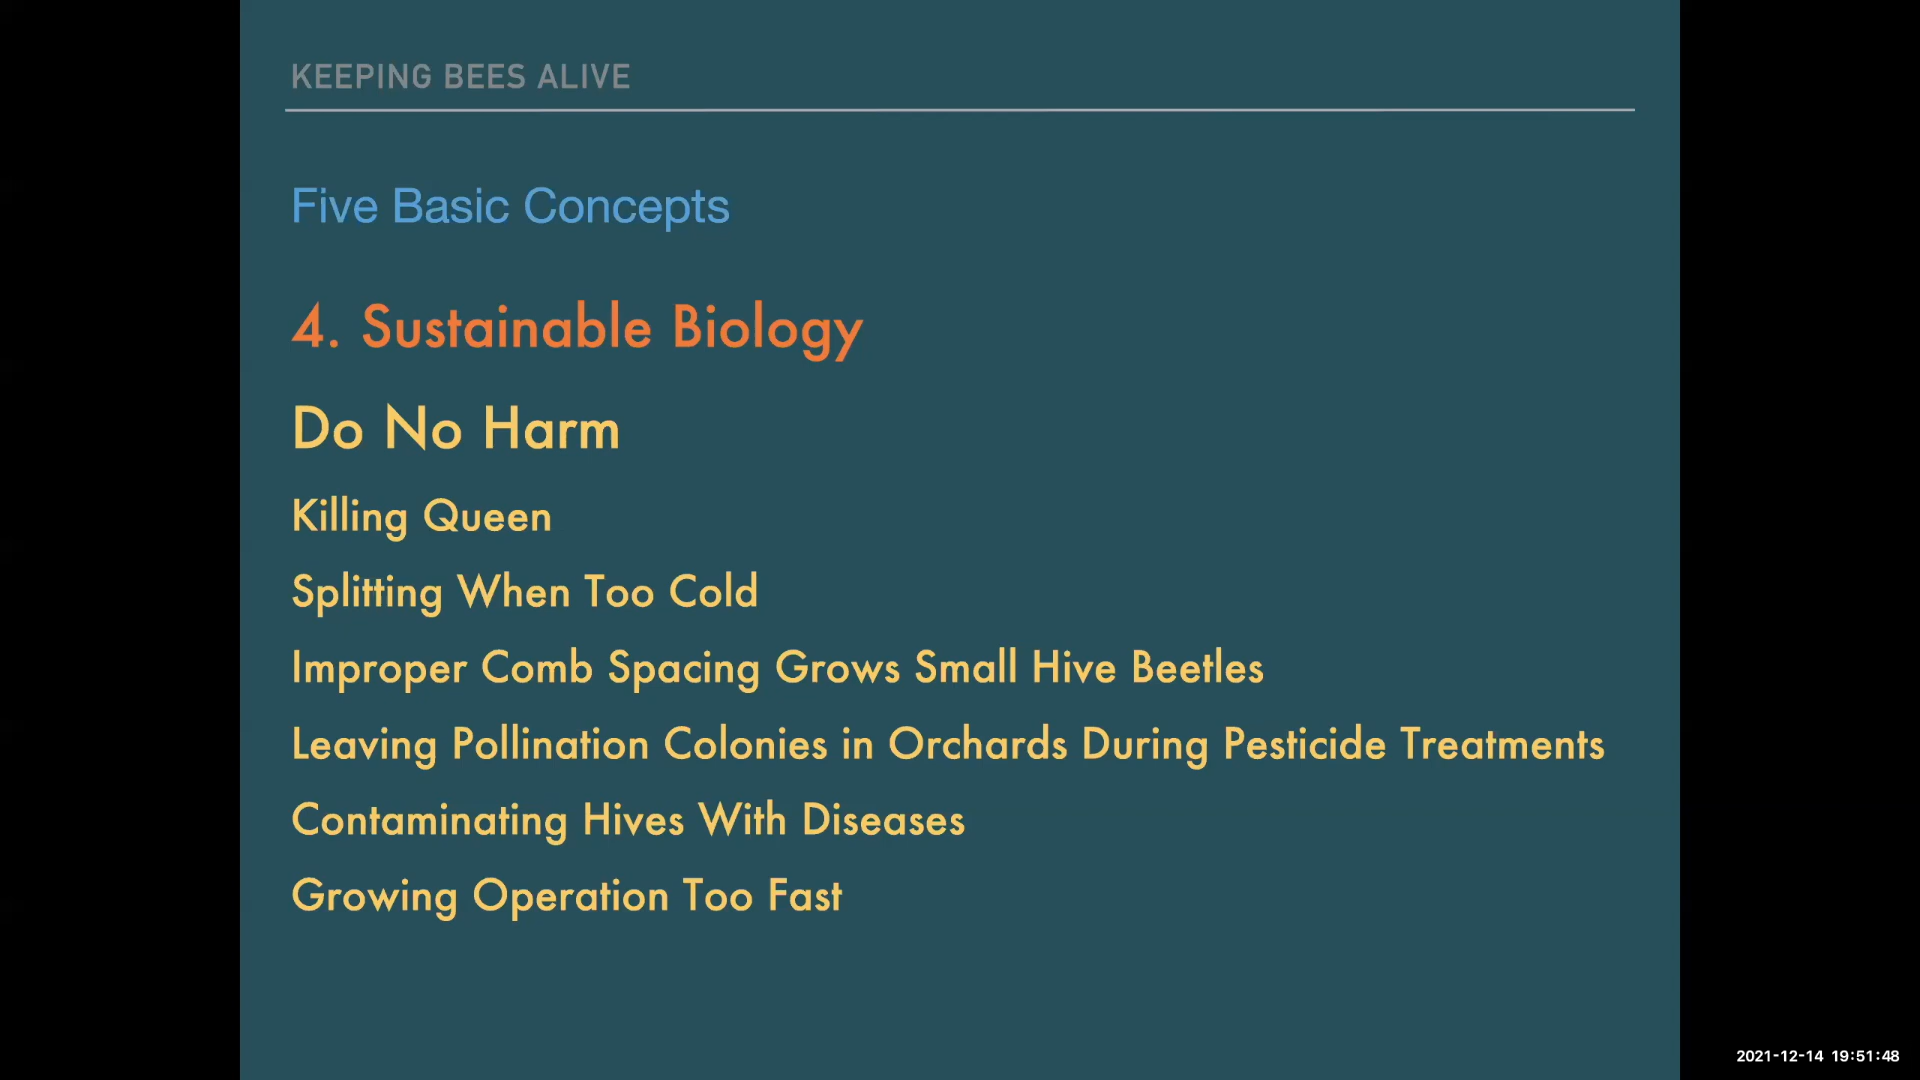 KEEPING BEES ALIVE
Five Basic Concepts
4. Sustainable Biology
Do No Harm
Killing Queen
Splitting When Too Cold
Improper Comb Spacing Grows Small Hive Beetles
Leaving Pollination Colonies in Orchards During Pesticide Treatments
Contaminating Hives With Diseases
Growing Operation Too Fast
2021-12-14 19:51:48